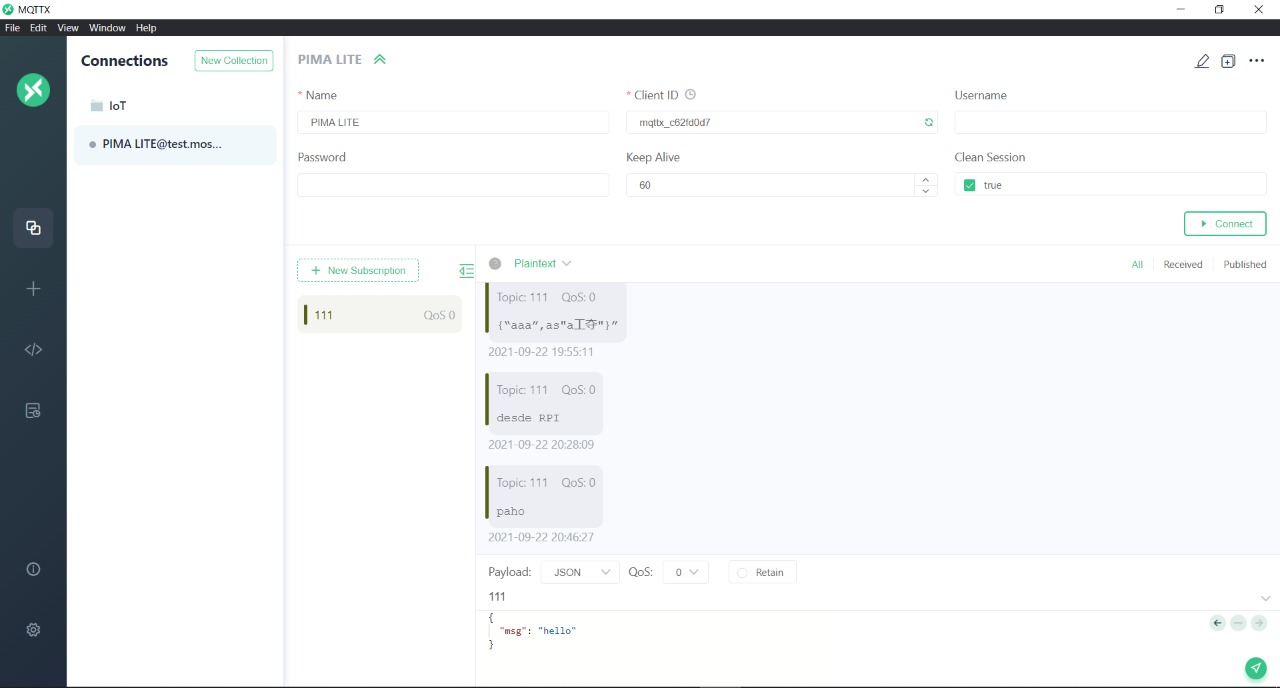 MQTTX
File Edit View Window Help
Connections
New Collection
IoT
PIMA LITE@test.mos...
PIMA LITE
* Name
* Client ID
Username
PIMA LITE
mqttx_c62fd0d7
Password
Keep Alive
Clean Session
60
true
Connect
+ New Subscription
111 QoS 0
Plaintext
All Received Published
Topic: 111 QoS: 0
{“aaa”,as"a工夺"}”
2021-09-22 19:55:11
Topic: 111 QoS: 0
desde RPI
2021-09-22 20:28:09
Topic: 111 QoS: 0
paho
2021-09-22 20:46:27
Payload: JSON QoS: 0 Retain
111
{
"msg": "hello"
}